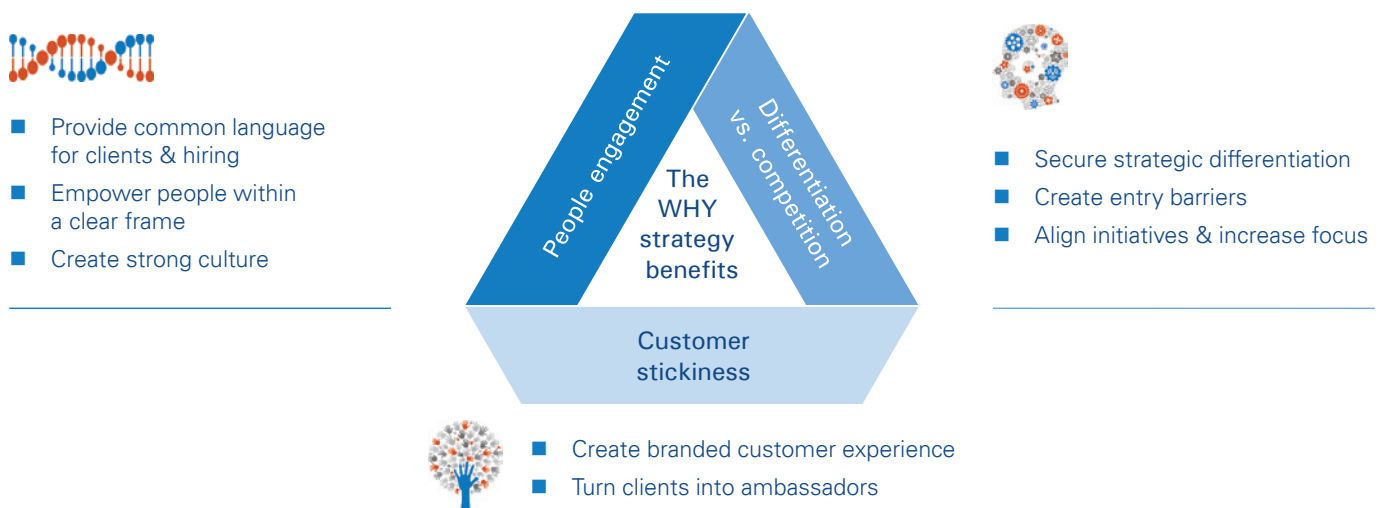 Provide common language
for clients & hiring
Empower people within
a clear frame
Create strong culture
People engagement
Differentiation
vs. competition
The
WHY
strategy
benefits
Customer
stickiness
Secure strategic differentiation
Create entry barriers
Align initiatives & increase focus
Create branded customer experience
Turn clients into ambassadors